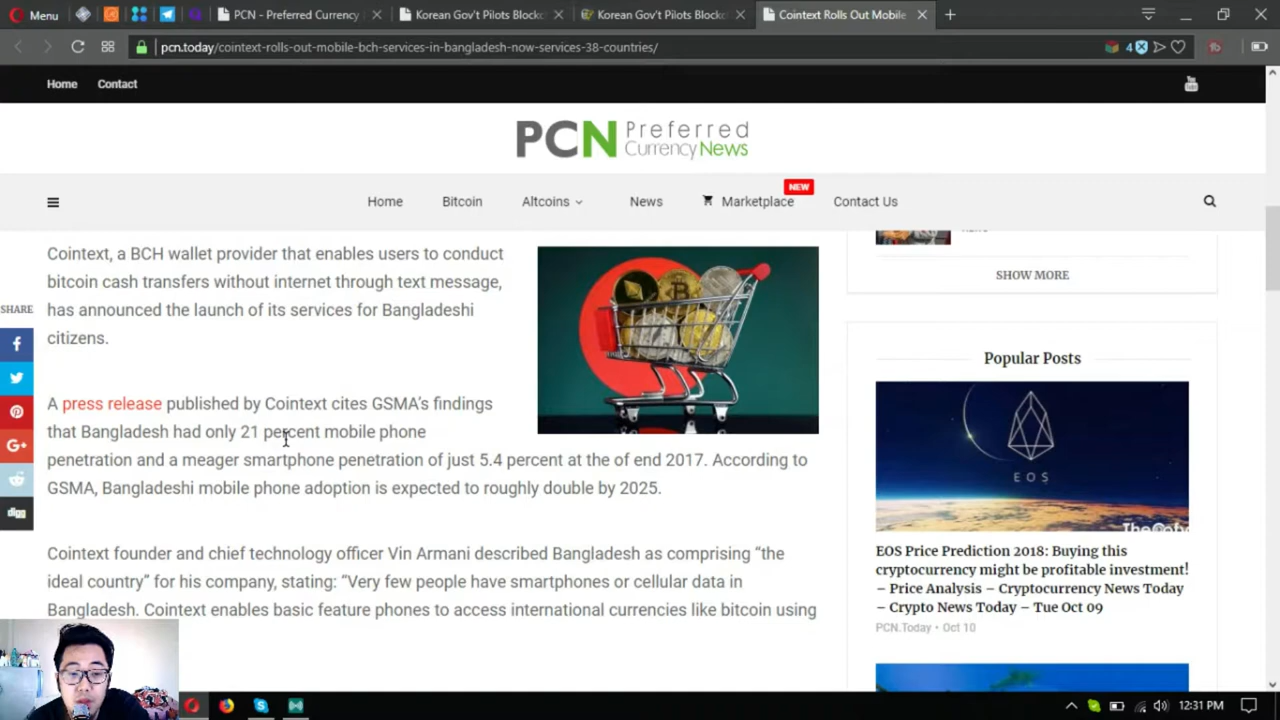 Menu
PCN - Preferred Currency
Korean Gov't Pilots Blockc
Korean Gov't Pilots Blockc
Cointext Rolls Out Mobile
pcn.today/cointext-rolls-out-mobile-bch-services-in-bangladesh-now-services-38-countries/
4
Home
Contact
PCN Preferred
CurrencyNews
NEW
Home
Bitcoin
Altcoins
News
Marketplace
Contact Us
Cointext, a BCH wallet provider that enables users to conduct
bitcoin cash transfers without internet through text message,
has announced the launch of its services for Bangladeshi
citizens.
SHARE
A press release published by Cointext cites GSMA's findings
that Bangladesh had only 21 percent mobile phone
penetration and a meager smartphone penetration of just 5.4 percent at the of end 2017. According to
GSMA, Bangladeshi mobile phone adoption is expected to roughly double by 2025.
digg
Cointext founder and chief technology officer Vin Armani described Bangladesh as comprising “the
ideal country” for his company, stating: “Very few people have smartphones or cellular data in
Bangladesh. Cointext enables basic feature phones to access international currencies like bitcoin using
SHOW MORE
Popular Posts
EOS
EOS Price Prediction 2018: Buying this
cryptocurrency might be profitable investment!
– Price Analysis – Cryptocurrency News Today
– Crypto News Today – Tue Oct 09
PCN.Today • Oct 10
12:31 PM